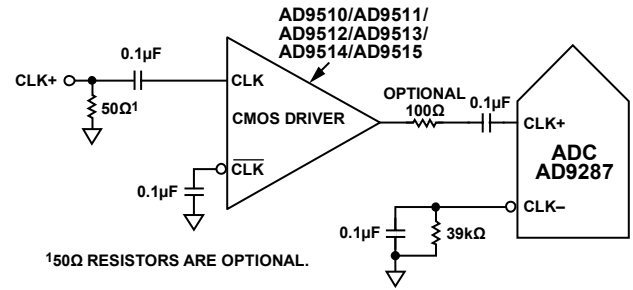 AD9510/AD9511/
AD9512/AD9513/
AD9514/AD9515
0.1µF
CLK+
50Ω1
CLK
CMOS DRIVER
CLK
0.1µF
OPTIONAL
100Ω
0.1µF
CLK+
ADC
AD9287
CLK–
0.1µF
39kΩ
150Ω RESISTORS ARE OPTIONAL.